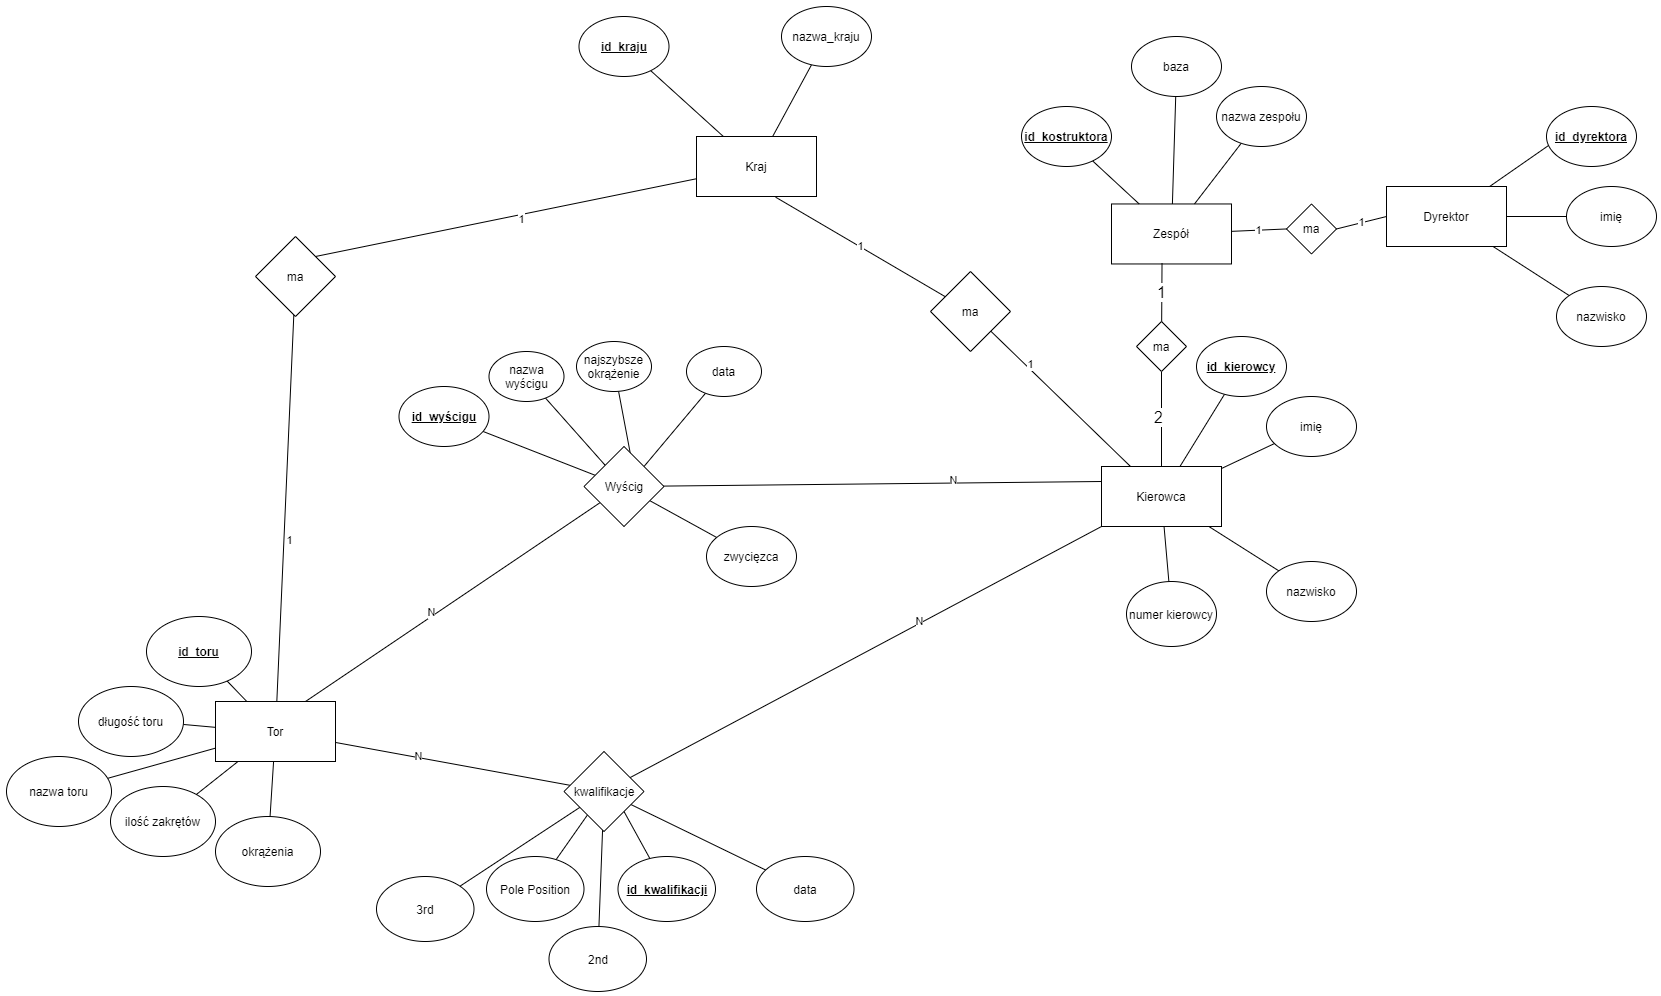 id_kraju
nazwa_kraju
baza
id_kostruktora
nazwa zespołu
id_dyrektora
Kraj
Zespół
ma
Dyrektor
imię
1
1
1
1
nazwisko
ma
ma
1
ma
nazwa
wyścigu
najszybsze
okrążenie
data
1
id_kierowcy
id_wyścigu
2
imię
Wyścig
N
Kierowca
1
zwycięzca
nazwisko
numer kierowcy
N
N
id_toru
długość toru
Tor
N
nazwa toru
kwalifikacje
ilość zakrętów
okrążenia
3rd
Pole Position
id_kwalifikacji
data
2nd